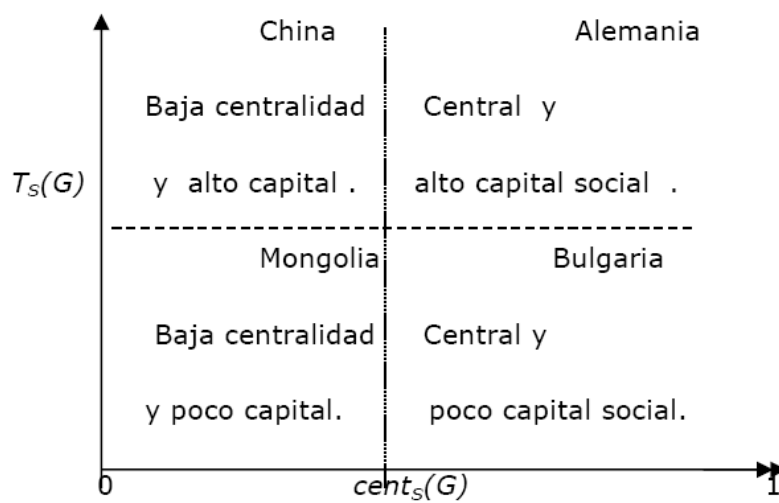 China Alemania
Baja centralidad Central y
T_S(G) y alto capital . alto capital social .
Mongolia Bulgaria
Baja centralidad Central y
y poco capital. poco capital social.
0 cent_S(G) 1